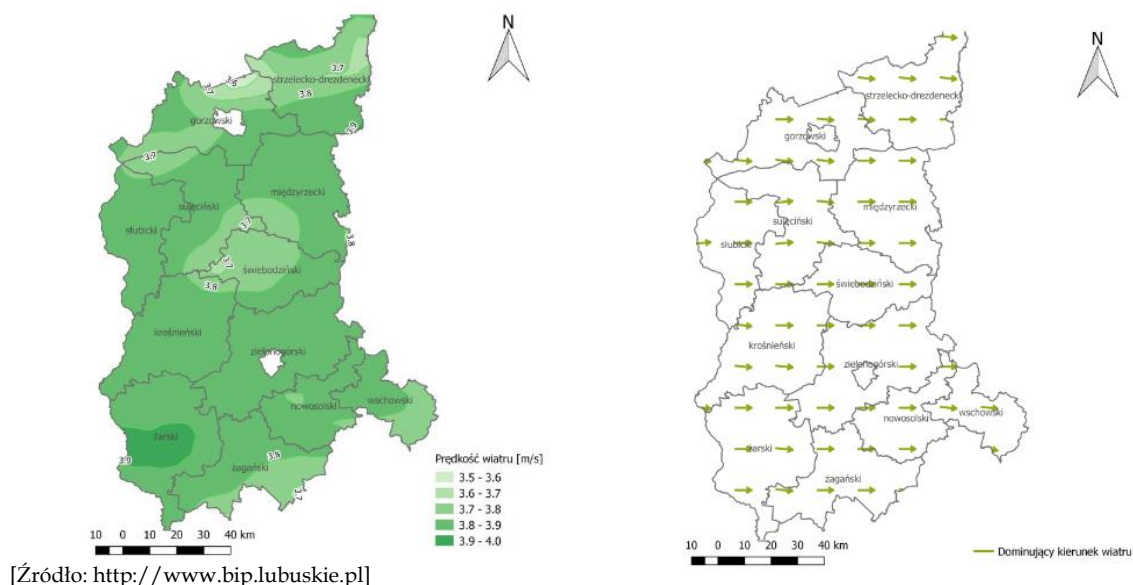 N
3.6
3.7
3.7
strzelecko-drezdenecki
3.8
gorzowski
3.9
3.7
międzyrzecki
sulęciński
3.7
słubicki
3.8
3.7
świebodziński
3.8
krośnieński
zielonogórski
nowosolski
wschowski
żarski
3.9
3.8
żagański
3.7
Prędkość wiatru [m/s]
3.5 - 3.6
3.6 - 3.7
3.7 - 3.8
3.8 - 3.9
3.9 - 4.0
10 0 10 20 30 40 km
N
strzelecko-drezdenecki
gorzowski
międzyrzecki
sulęciński
słubicki
świebodziński
krośnieński
zielonogórski
nowosolski
wschowski
żarski
żagański
10 0 10 20 30 40 km
Dominujący kierunek wiatru
[Źródło: http://www.bip.lubuskie.pl]